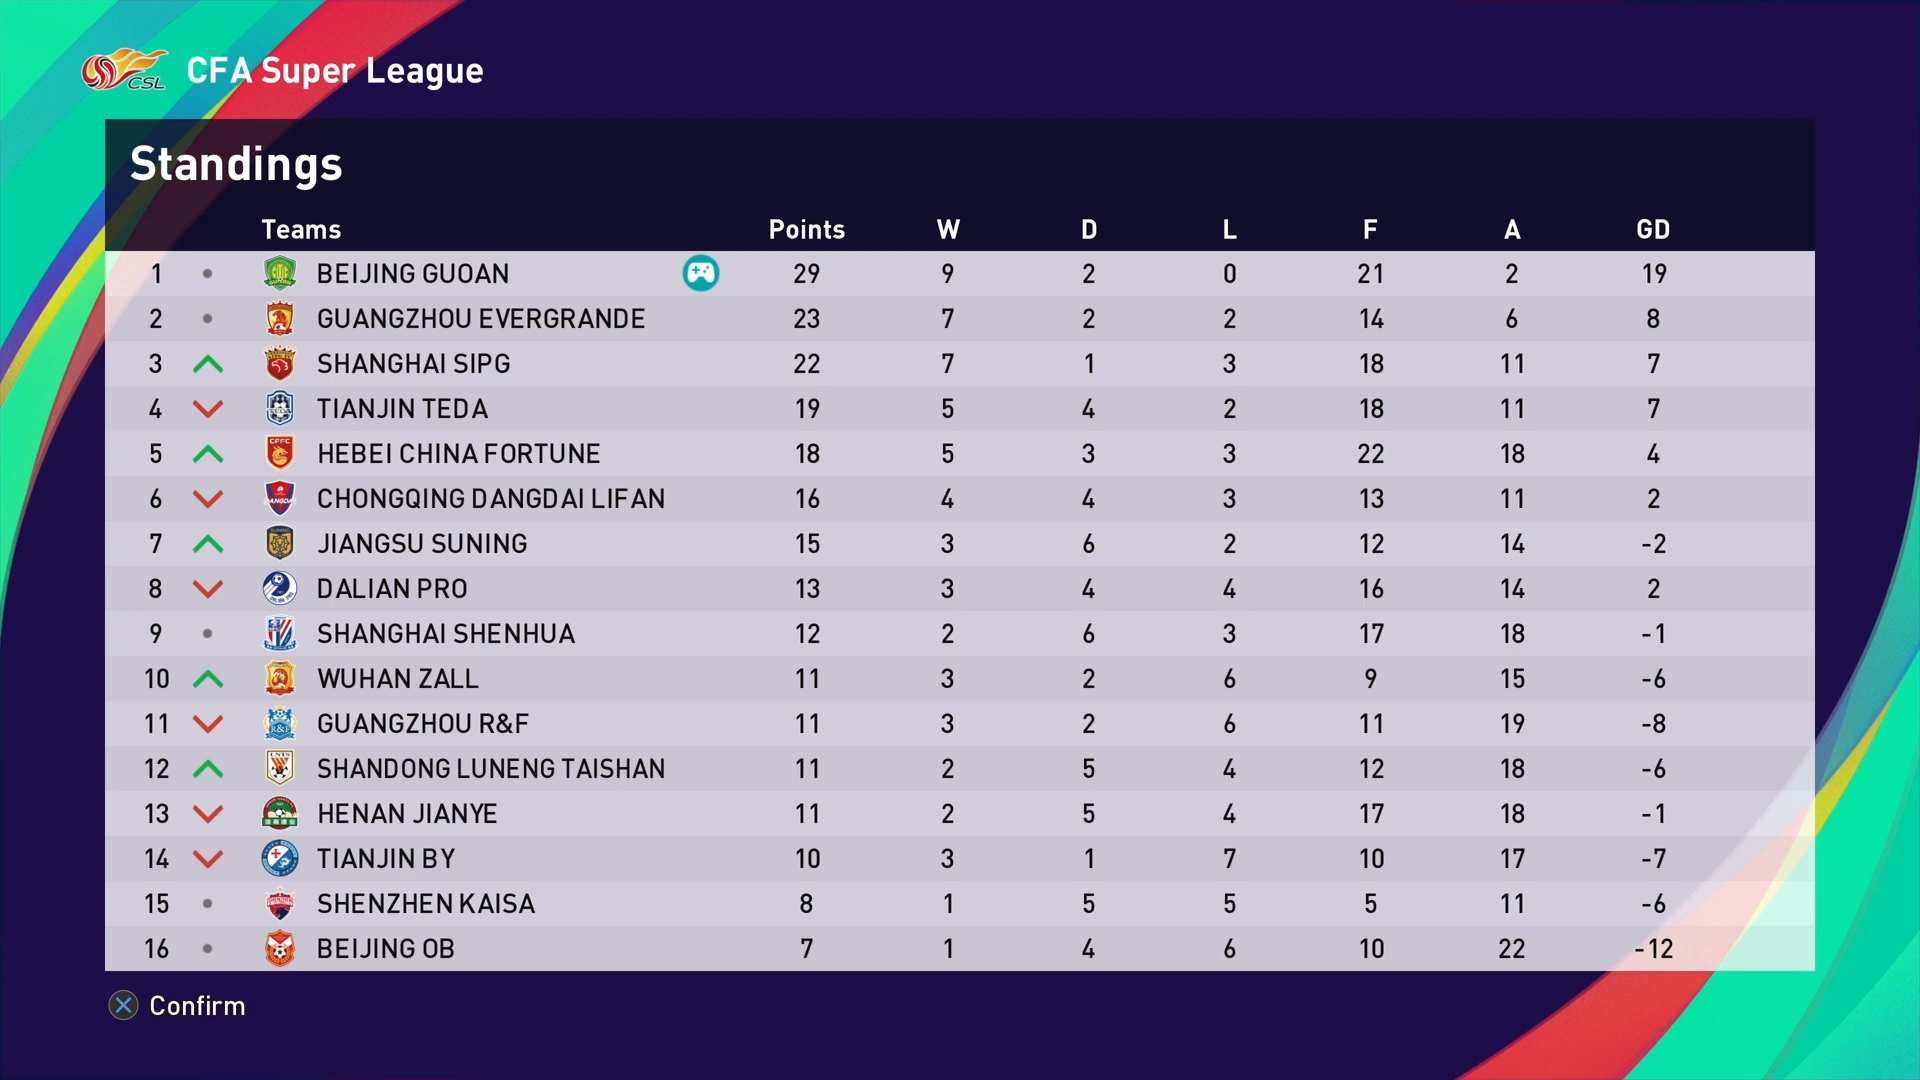 CSL CFA Super League
Standings
Teams Points W D L F A GD
1 BEIJING GUOAN 29 9 2 0 21 2 19
2 GUANGZHOU EVERGRANDE 23 7 2 2 14 6 8
3 SHANGHAI SIPG 22 7 1 3 18 11 7
4 TIANJIN TEDA 19 5 4 2 18 11 7
5 HEBEI CHINA FORTUNE 18 5 3 3 22 18 4
6 CHONGQING DANGDAI LIFAN 16 4 4 3 13 11 2
7 JIANGSU SUNING 15 3 6 2 12 14 -2
8 DALIAN PRO 13 3 4 4 16 14 2
9 SHANGHAI SHENHUA 12 2 6 3 17 18 -1
10 WUHAN ZALL 11 3 2 6 9 15 -6
11 GUANGZHOU R&F 11 3 2 6 11 19 -8
12 SHANDONG LUNENG TAISHAN 11 2 5 4 12 18 -6
13 HENAN JIANYE 11 2 5 4 17 18 -1
14 TIANJIN BY 10 3 1 7 10 17 -7
15 SHENZHEN KAISA 8 1 5 5 5 11 -6
16 BEIJING OB 7 1 4 6 10 22 -12
Confirm